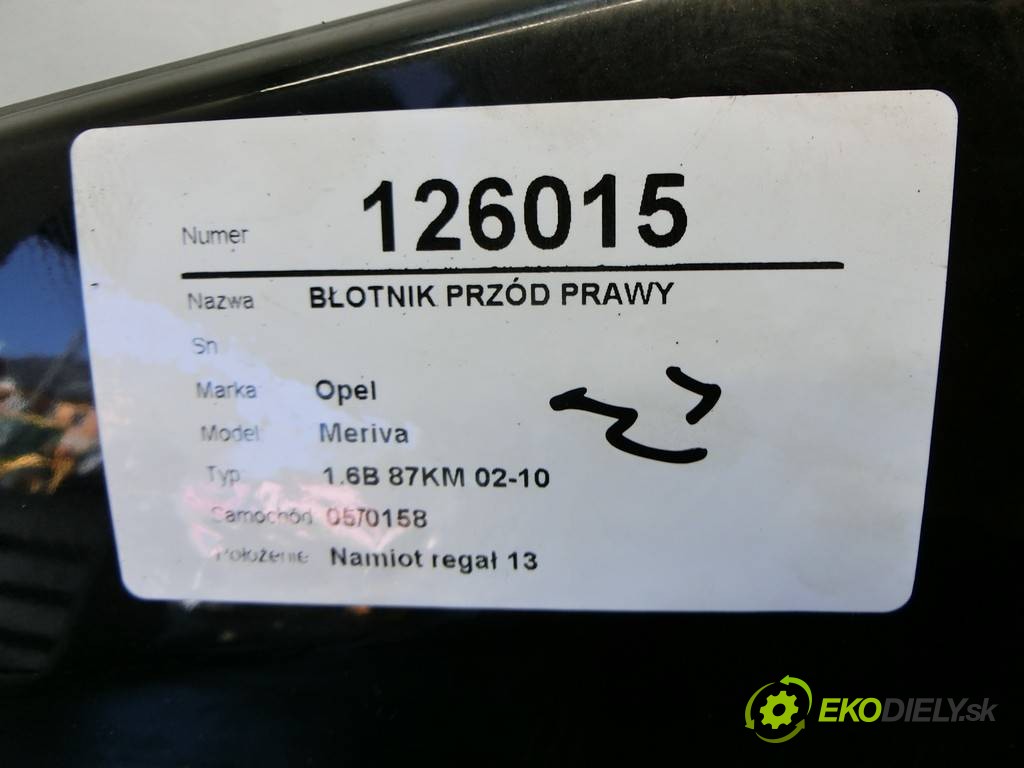 Numer 126015
Nazwa BŁOTNIK PRZÓD PRAWY
Sn
Marka Opel
Model Meriva
Typ 1.6B 87KM 02-10
Samochód 0570158
Położenie Namiot regał 13
EKODIELY.sk